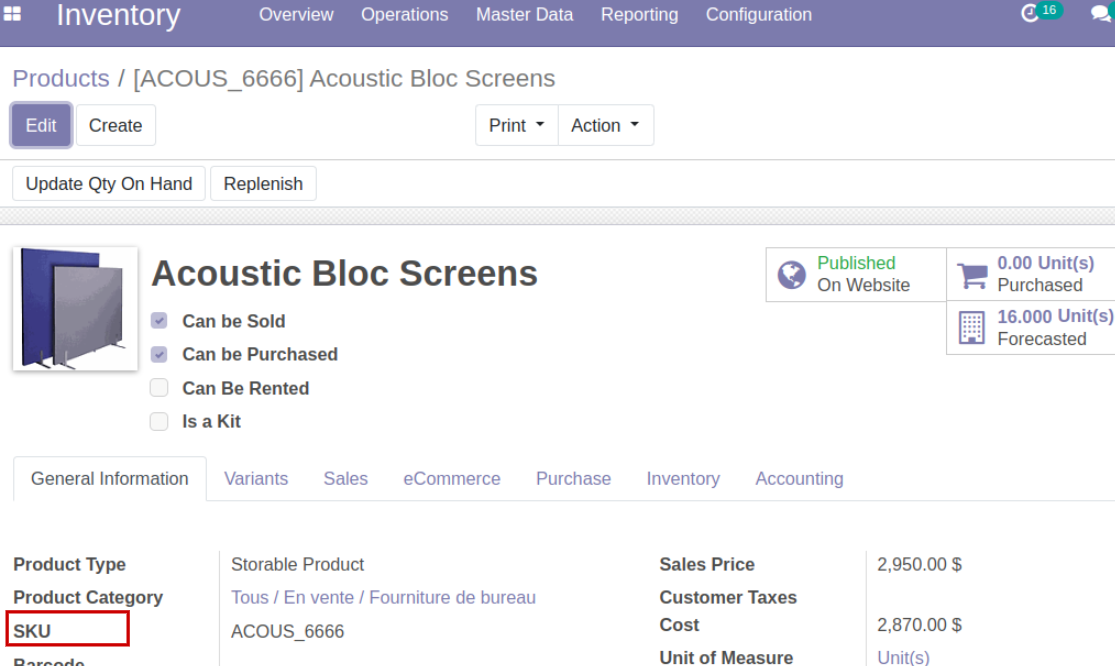 Inventory Overview Operations Master Data Reporting Configuration 16
Products / [ACOUS_6666] Acoustic Bloc Screens
Edit Create Print Action
Update Qty On Hand Replenish
Acoustic Bloc Screens
Published
On Website
0.00 Unit(s)
Purchased
16.000 Unit(s)
Forecasted
Can be Sold
Can be Purchased
Can Be Rented
Is a Kit
General Information Variants Sales eCommerce Purchase Inventory Accounting
Product Type Storable Product
Product Category Tous / En vente / Fourniture de bureau
SKU ACOUS_6666
Barcode
Sales Price 2,950.00 $
Customer Taxes
Cost 2,870.00 $
Unit of Measure Unit(s)